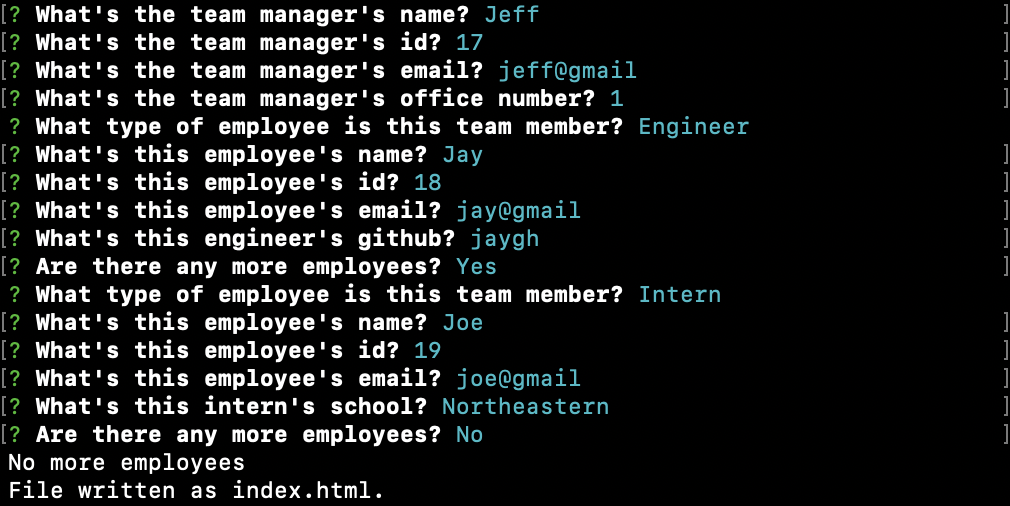 [? What's the team manager's name? Jeff ]
[? What's the team manager's id? 17 ]
[? What's the team manager's email? jeff@gmail ]
[? What's the team manager's office number? 1 ]
? What type of employee is this team member? Engineer
[? What's this employee's name? Jay ]
[? What's this employee's id? 18 ]
[? What's this employee's email? jay@gmail ]
[? What's this engineer's github? jaygh ]
[? Are there any more employees? Yes ]
? What type of employee is this team member? Intern
[? What's this employee's name? Joe ]
[? What's this employee's id? 19 ]
[? What's this employee's email? joe@gmail ]
[? What's this intern's school? Northeastern ]
[? Are there any more employees? No ]
No more employees
File written as index.html.